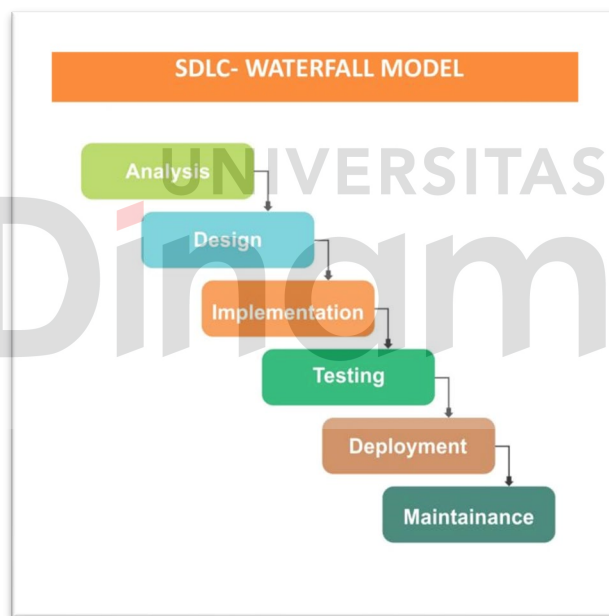 SDLC- WATERFALL MODEL
UNIVERSITAS
Analysis
Dinam
Design
Implementation
Testing
Deployment
Maintainance